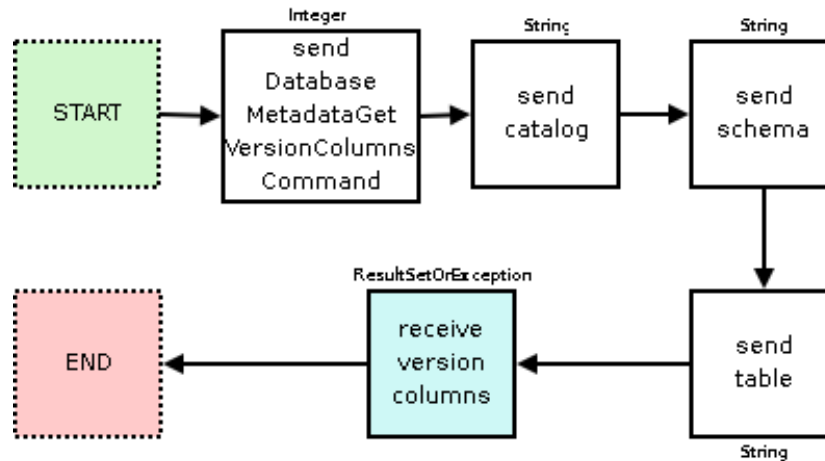 Integer
String
String
START
send
Database
MetadataGet
VersionColumns
Command
send
catalog
send
schema
ResultSetOrException
END
receive
version
columns
send
table
String